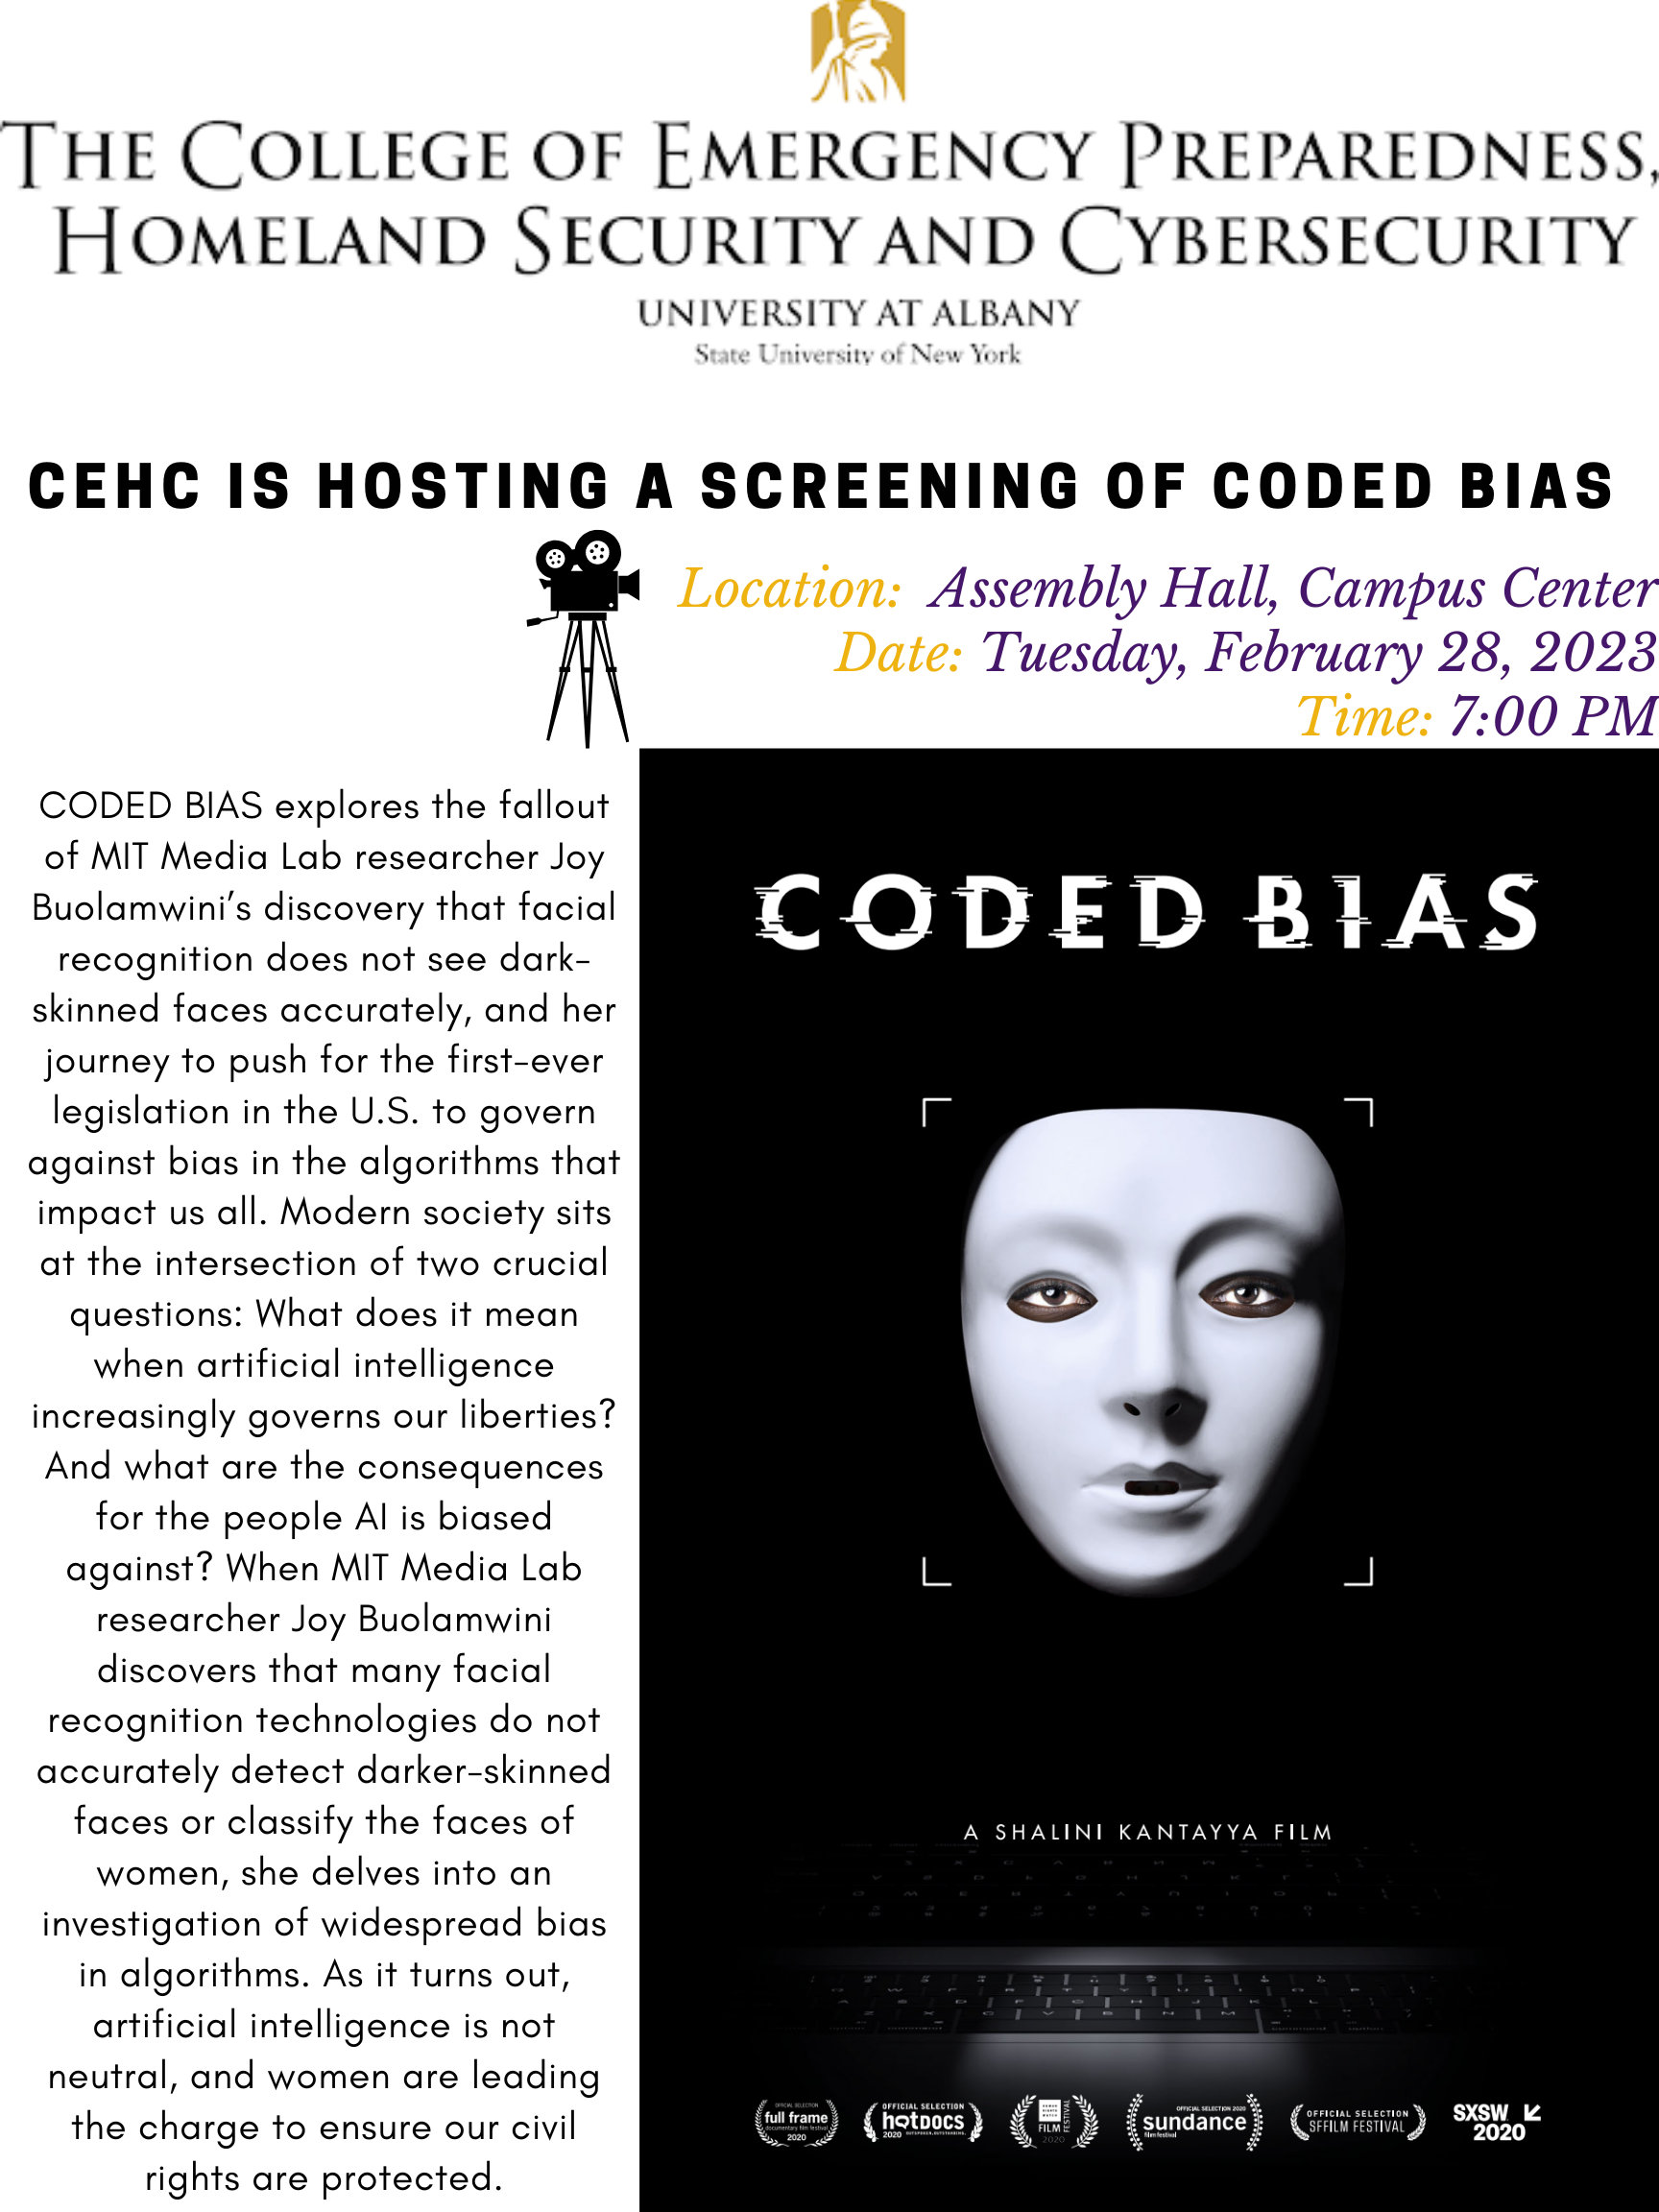 THE COLLEGE OF EMERGENCY PREPAREDNESS,
HOMELAND SECURITY AND CYBERSECURITY
UNIVERSITY AT ALBANY
State University of New York
CEHC IS HOSTING A SCREENING OF CODED BIAS
Location: Assembly Hall, Campus Center
Date: Tuesday, February 28, 2023
Time: 7:00 PM
CODED BIAS explores the fallout
of MIT Media Lab researcher Joy
Buolamwini’s discovery that facial
recognition does not see dark-
skinned faces accurately, and her
journey to push for the first-ever
legislation in the U.S. to govern
against bias in the algorithms that
impact us all. Modern society sits
at the intersection of two crucial
questions: What does it mean
when artificial intelligence
increasingly governs our liberties?
And what are the consequences
for the people AI is biased
against? When MIT Media Lab
researcher Joy Buolamwini
discovers that many facial
recognition technologies do not
accurately detect darker-skinned
faces or classify the faces of
women, she delves into an
investigation of widespread bias
in algorithms. As it turns out,
artificial intelligence is not
neutral, and women are leading
the charge to ensure our civil
rights are protected.
CODED BIAS
A SHALINI KANTAYYA FILM
OFFICIAL SELECTION
full frame
documentary film festival
2020
OFFICIAL SELECTION
hotDOCS
2020 OUTSPOKEN. OUTSTANDING.
HUMAN
RIGHTS
WATCH
FILM
FESTIVAL
2020
OFFICIAL SELECTION 2020
sundance
film festival
OFFICIAL SELECTION
SFFILM FESTIVAL
SXSW
2020